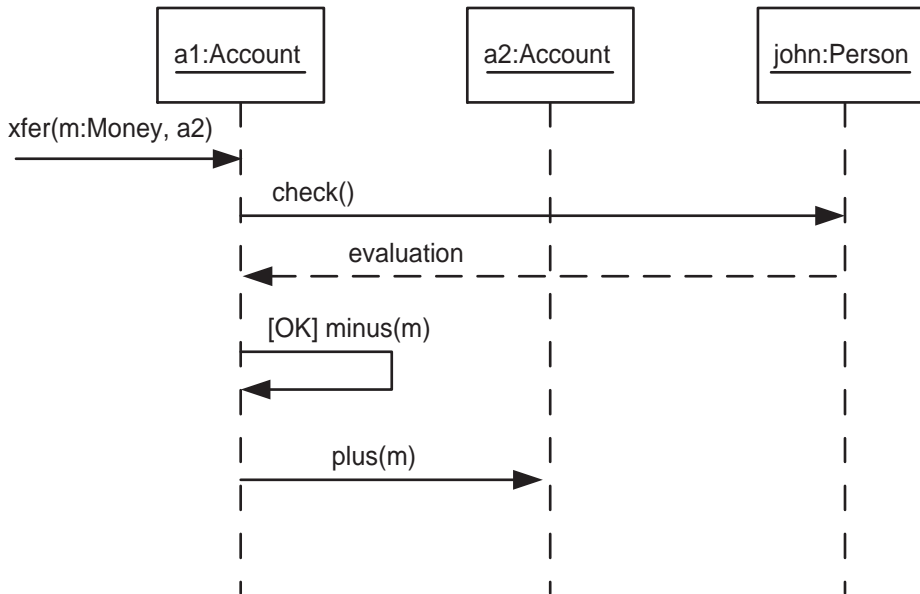 a1:Account
a2:Account
john:Person
xfer(m:Money, a2)
check()
evaluation
[OK] minus(m)
plus(m)